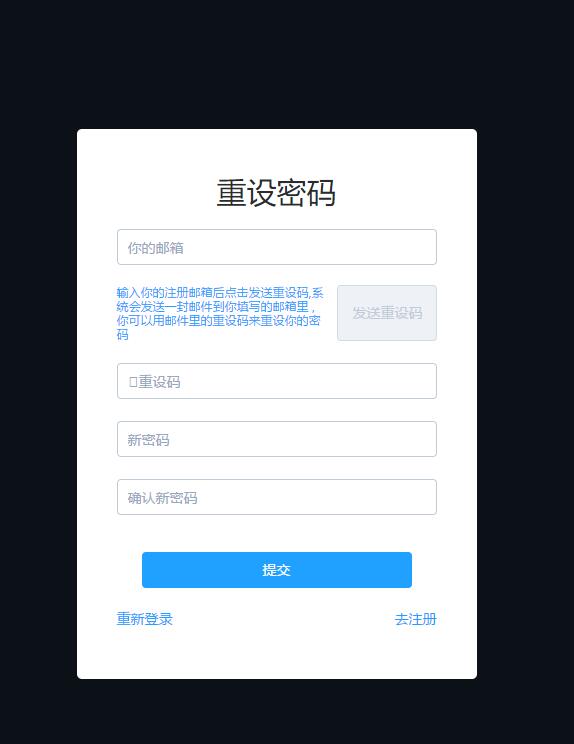 重设密码
你的邮箱
输入你的注册邮箱后点击发送重设码,系
统会发送一封邮件到你填写的邮箱里，
你可以用邮件里的重设码来重设你的密
码
发送重设码
重设码
新密码
确认新密码
提交
重新登录
去注册